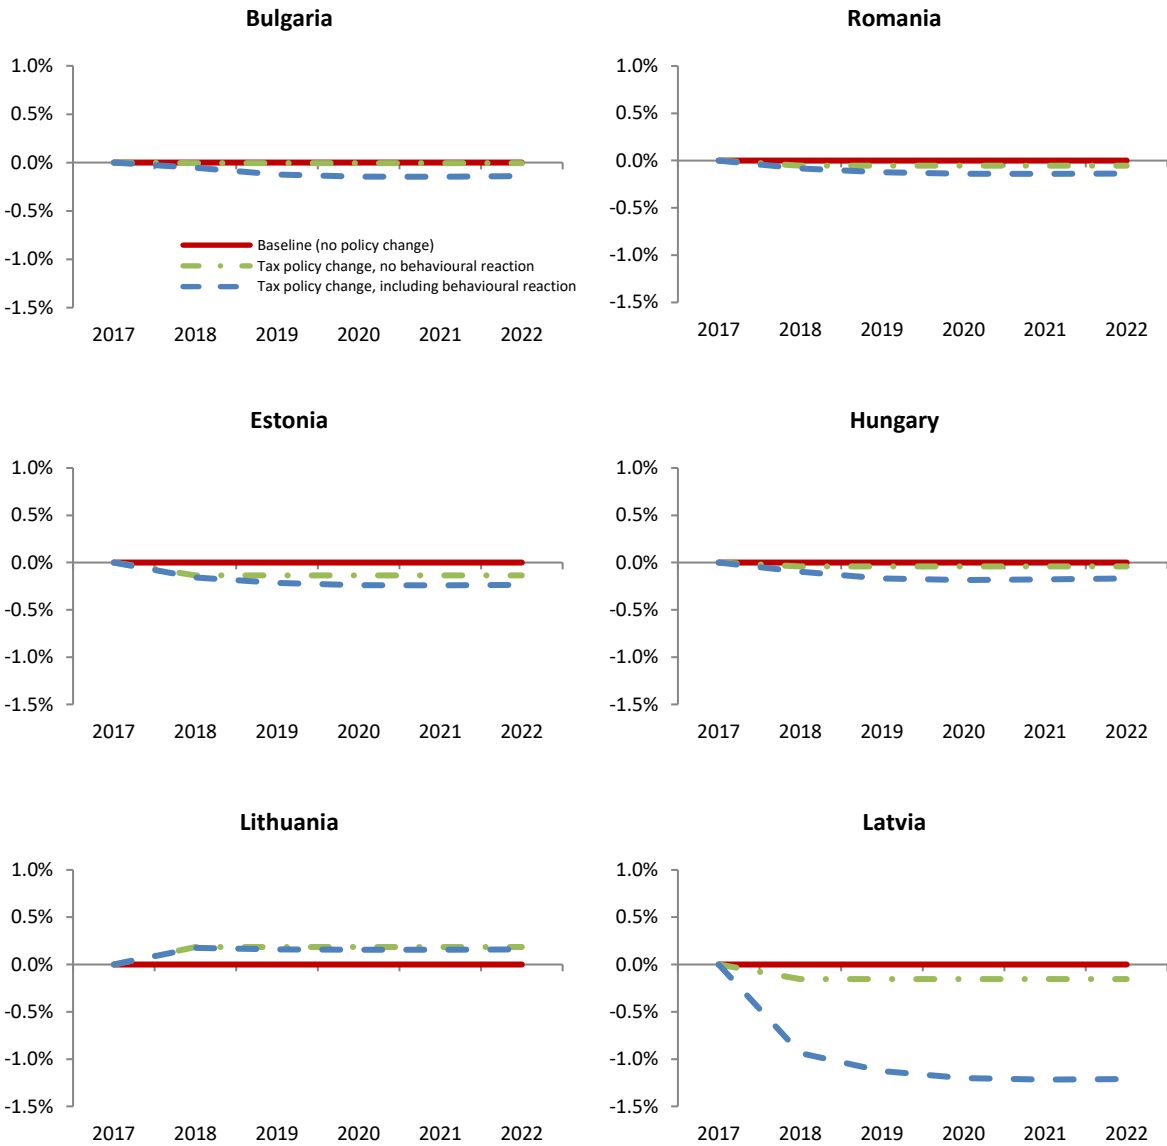 Bulgaria
1.0%
0.5%
0.0%
-0.5%
-1.0%
-1.5%
Baseline (no policy change)
Tax policy change, no behavioural reaction
Tax policy change, including behavioural reaction
2017 2018 2019 2020 2021 2022
Romania
1.0%
0.5%
0.0%
-0.5%
-1.0%
-1.5%
2017 2018 2019 2020 2021 2022
Estonia
1.0%
0.5%
0.0%
-0.5%
-1.0%
-1.5%
2017 2018 2019 2020 2021 2022
Hungary
1.0%
0.5%
0.0%
-0.5%
-1.0%
-1.5%
2017 2018 2019 2020 2021 2022
Lithuania
1.0%
0.5%
0.0%
-0.5%
-1.0%
-1.5%
2017 2018 2019 2020 2021 2022
Latvia
1.0%
0.5%
0.0%
-0.5%
-1.0%
-1.5%
2017 2018 2019 2020 2021 2022